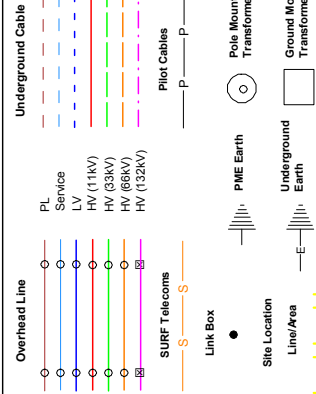 Overhead Line
Underground Cable
PL
Service
LV
HV (11kV)
HV (33kV)
HV (66kV)
HV (132kV)
SURF Telecoms
S S
Pilot Cables
P P
Link Box
PME Earth
Pole Moun
Transforme
Site Location
Line/Area
Underground
Earth
E
Ground Mo
Transforme